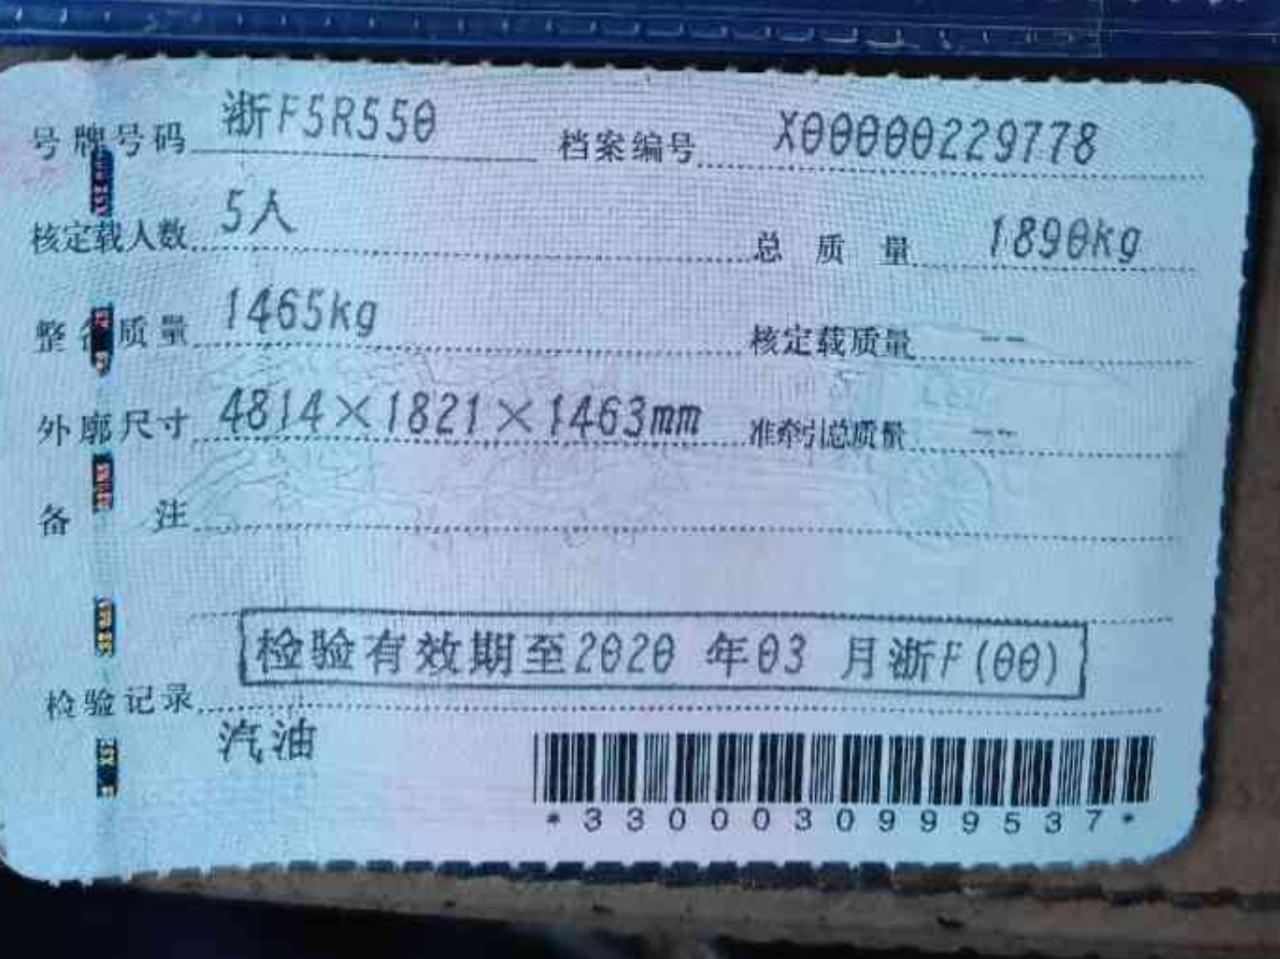 号牌号码 浙F5R550 档案编号 X00000229778
核定载人数 5人 总质量 1890kg
整备质量 1465kg 核定载质量 --
外廓尺寸 4814×1821×1463mm 准牵引总质量 --
备注
检验记录 检验有效期至2020 年03 月浙F(00)
汽油
*3300030999537*